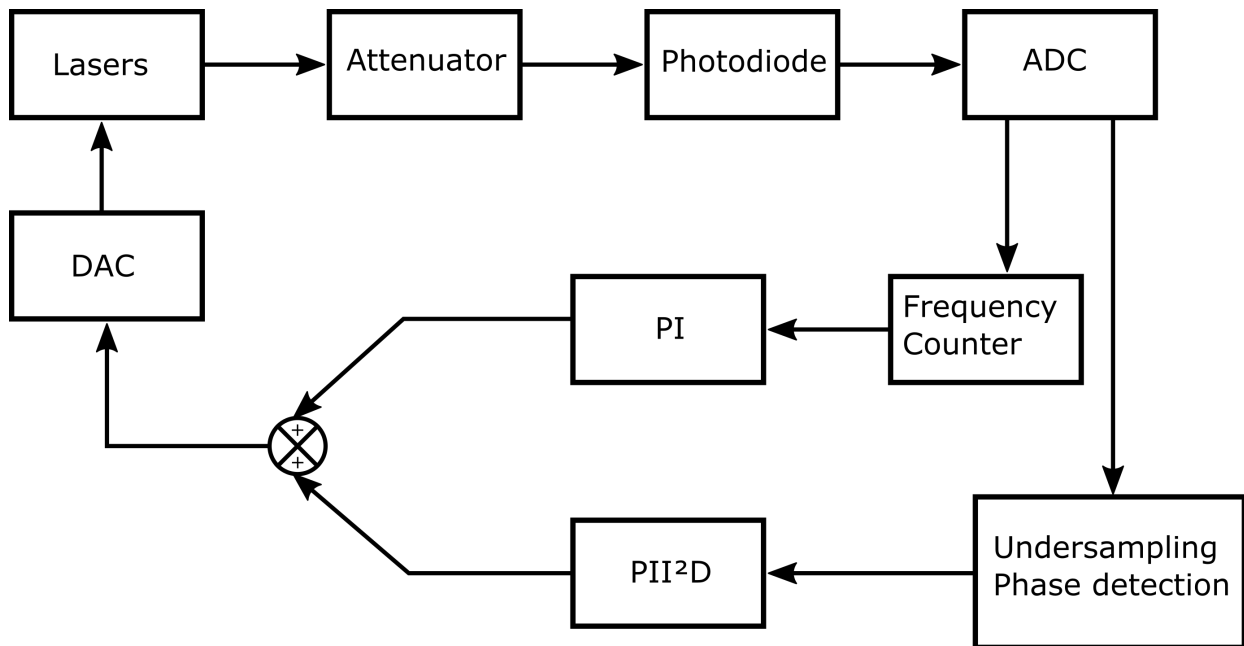 Lasers
Attenuator
Photodiode
ADC
DAC
PI
Frequency
Counter
+
+
PII²D
Undersampling
Phase detection